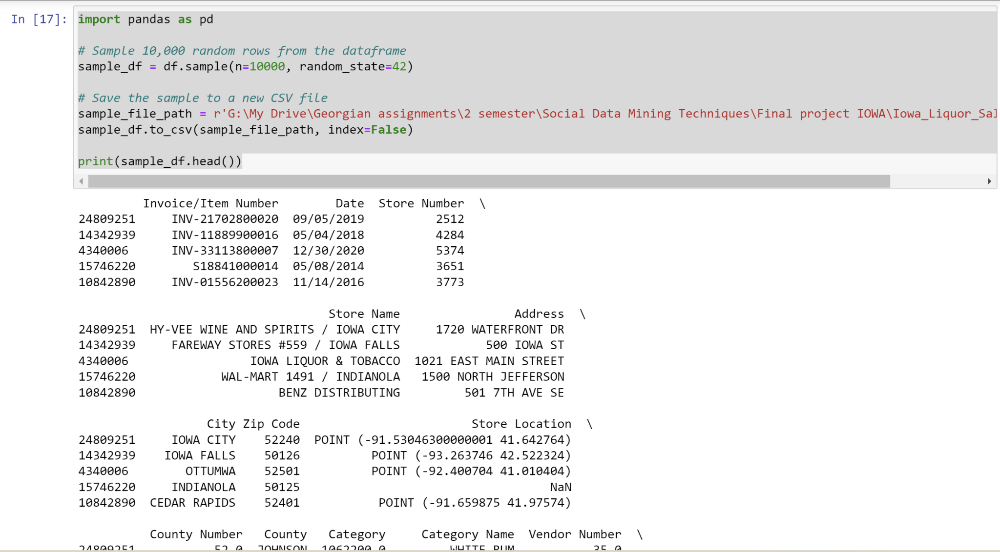 In [17]:
import pandas as pd
# Sample 10,000 random rows from the dataframe
sample_df = df.sample(n=10000, random_state=42)
# Save the sample to a new CSV file
sample_file_path = r'G:\My Drive\Georgian assignments\2 semester\Social Data Mining Techniques\Final project IOWA\Iowa_Liquor_Sal
sample_df.to_csv(sample_file_path, index=False)
print(sample_df.head())
Invoice/Item Number Date Store Number \
24809251 INV-21702800020 09/05/2019 2512
14342939 INV-11889900016 05/04/2018 4284
4340006 INV-33113800007 12/30/2020 5374
15746220 S18841000014 05/08/2014 3651
10842890 INV-01556200023 11/14/2016 3773
Store Name Address \
24809251 HY-VEE WINE AND SPIRITS / IOWA CITY 1720 WATERFRONT DR
14342939 FAREWAY STORES #559 / IOWA FALLS 500 IOWA ST
4340006 IOWA LIQUOR & TOBACCO 1021 EAST MAIN STREET
15746220 WAL-MART 1491 / INDIANOLA 1500 NORTH JEFFERSON
10842890 BENZ DISTRIBUTING 501 7TH AVE SE
City Zip Code Store Location \
24809251 IOWA CITY 52240 POINT (-91.53046300000001 41.642764)
14342939 IOWA FALLS 50126 POINT (-93.263746 42.522324)
4340006 OTTUMWA 52501 POINT (-92.400704 41.010404)
15746220 INDIANOLA 50125 NaN
10842890 CEDAR RAPIDS 52401 POINT (-91.659875 41.97574)
County Number County Category Category Name Vendor Number \
24809251 52.0 JOHNSON 1062200.0 WHITE RUM 35.0